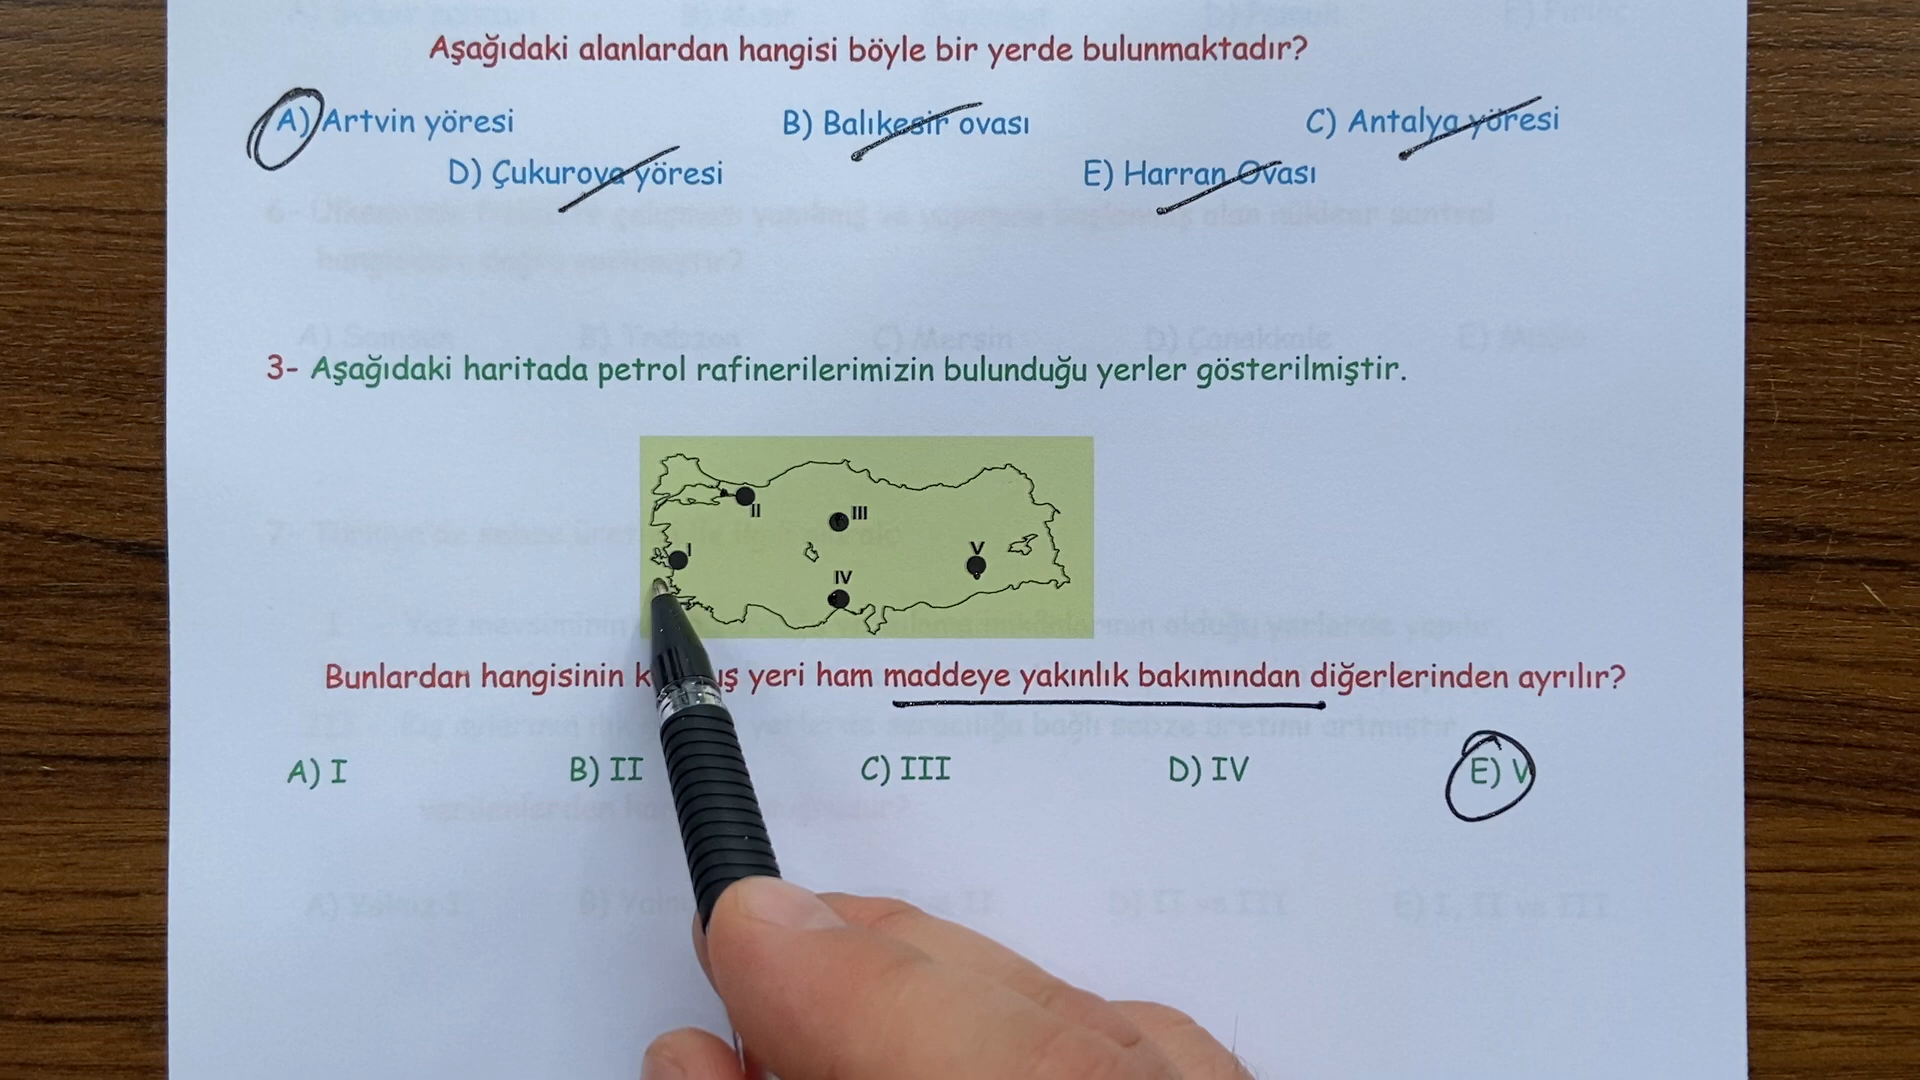 Aşağıdaki alanlardan hangisi böyle bir yerde bulunmaktadır?
A) Artvin yöresi B) Balıkesir ovası C) Antalya yöresi
D) Çukurova yöresi E) Harran Ovası
3- Aşağıdaki haritada petrol rafinerilerimizin bulunduğu yerler gösterilmiştir.
II III
I V
IV
Bunlardan hangisinin yeri ham maddeye yakınlık bakımından diğerlerinden ayrılır?
A) I B) II C) III D) IV E) V